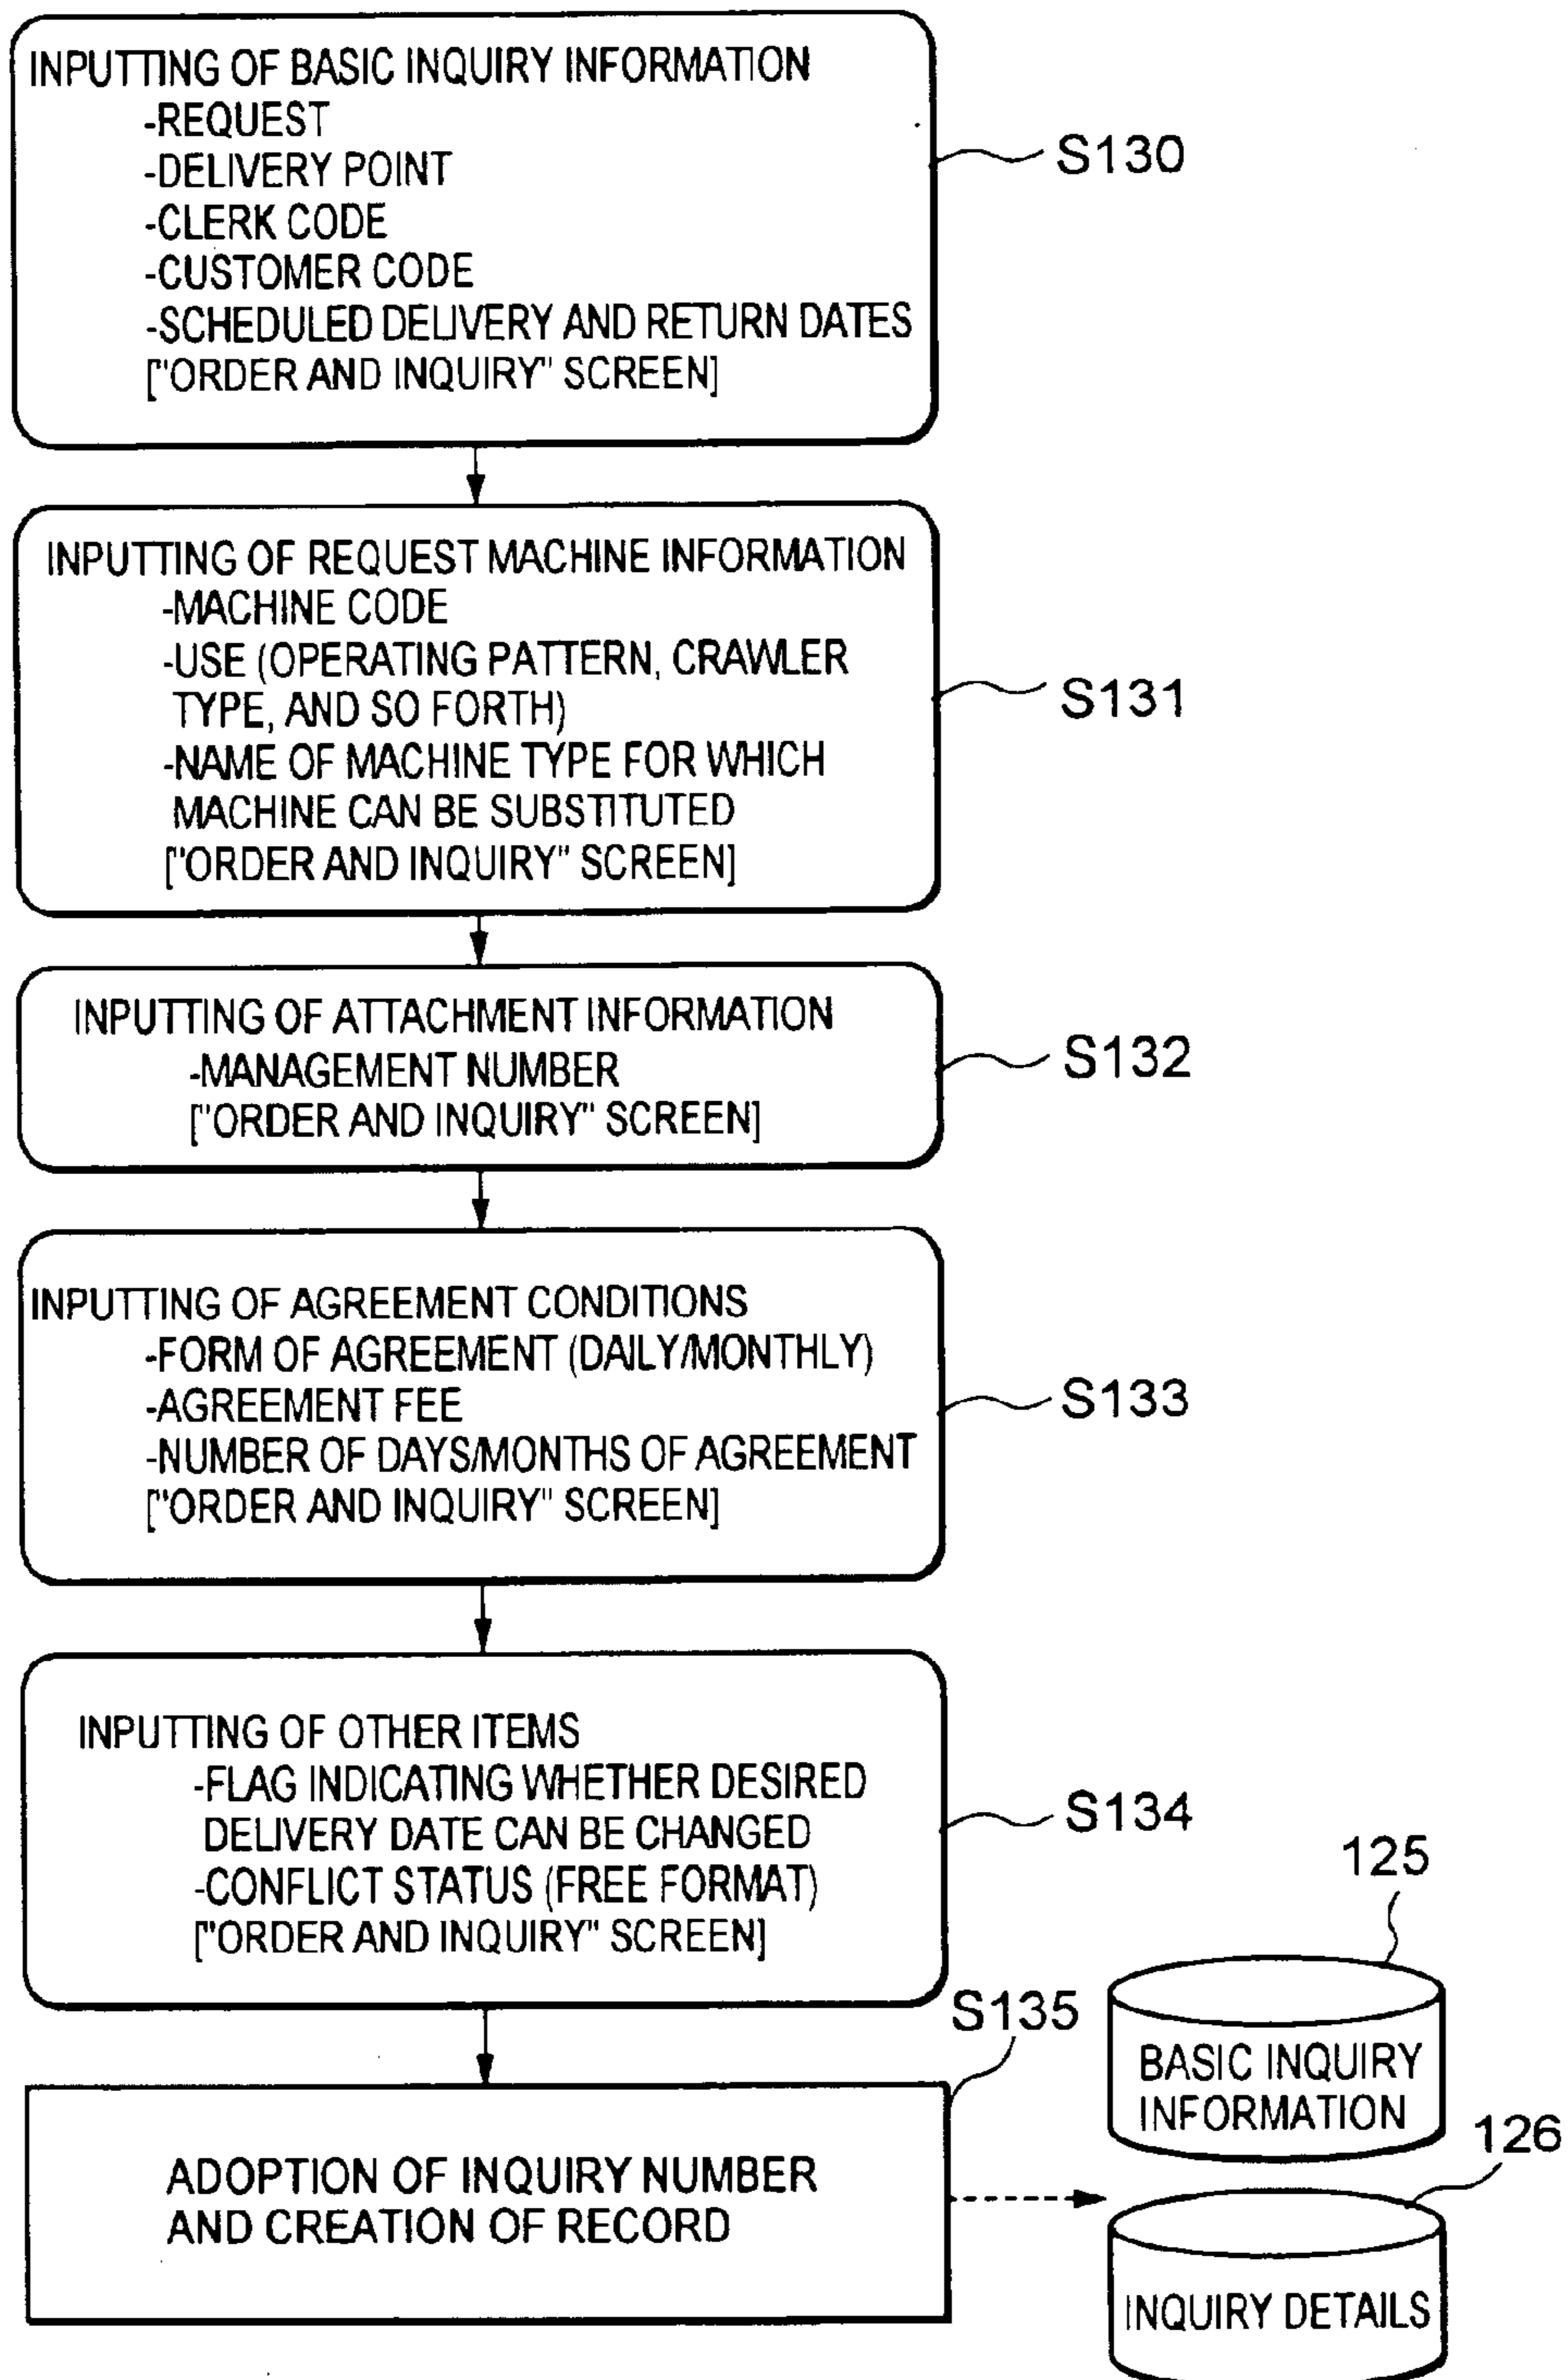 INPUTTING OF BASIC INQUIRY INFORMATION
-REQUEST
-DELIVERY POINT
-CLERK CODE
-CUSTOMER CODE
-SCHEDULED DELIVERY AND RETURN DATES
["ORDER AND INQUIRY" SCREEN]
S130
INPUTTING OF REQUEST MACHINE INFORMATION
-MACHINE CODE
-USE (OPERATING PATTERN, CRAWLER
TYPE, AND SO FORTH)
-NAME OF MACHINE TYPE FOR WHICH
MACHINE CAN BE SUBSTITUTED
["ORDER AND INQUIRY" SCREEN]
S131
INPUTTING OF ATTACHMENT INFORMATION
-MANAGEMENT NUMBER
["ORDER AND INQUIRY" SCREEN]
S132
INPUTTING OF AGREEMENT CONDITIONS
-FORM OF AGREEMENT (DAILY/MONTHLY)
-AGREEMENT FEE
-NUMBER OF DAYS/MONTHS OF AGREEMENT
["ORDER AND INQUIRY" SCREEN]
S133
INPUTTING OF OTHER ITEMS
-FLAG INDICATING WHETHER DESIRED
DELIVERY DATE CAN BE CHANGED
-CONFLICT STATUS (FREE FORMAT)
["ORDER AND INQUIRY" SCREEN]
S134
S135
ADOPTION OF INQUIRY NUMBER
AND CREATION OF RECORD
125
BASIC INQUIRY
INFORMATION
126
INQUIRY DETAILS